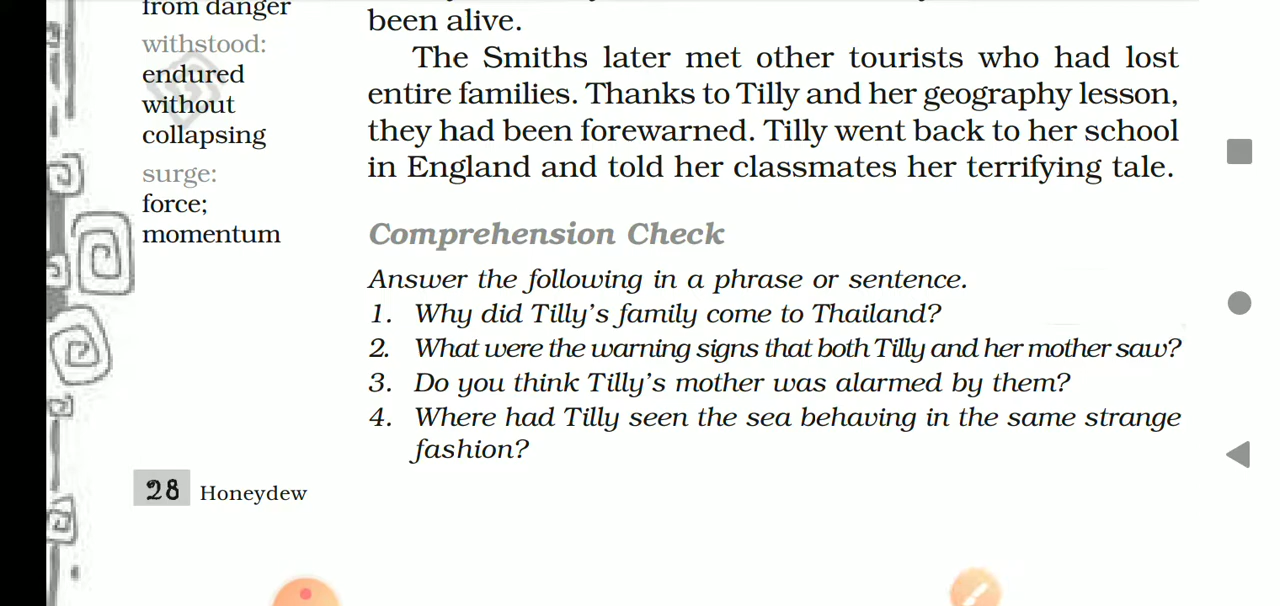 from danger
withstood:
endured
without
collapsing
surge:
force;
momentum
been alive.
The Smiths later met other tourists who had lost
entire families. Thanks to Tilly and her geography lesson,
they had been forewarned. Tilly went back to her school
in England and told her classmates her terrifying tale.
Comprehension Check
Answer the following in a phrase or sentence.
1. Why did Tilly's family come to Thailand?
2. What were the warning signs that both Tilly and her mother saw?
3. Do you think Tilly's mother was alarmed by them?
4. Where had Tilly seen the sea behaving in the same strange
fashion?
28 Honeydew